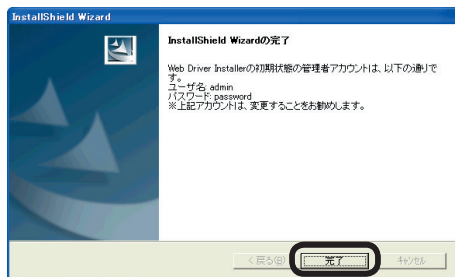 InstallShield Wizard
InstallShield Wizardの完了
Web Driver Installerの初期状態の管理者アカウントは、以下の通りで
す。
ユーザ名 admin
パスワード: password
※上記アカウントは、変更することをお勧めします。
< 戻る(B)
完了
キャンセル